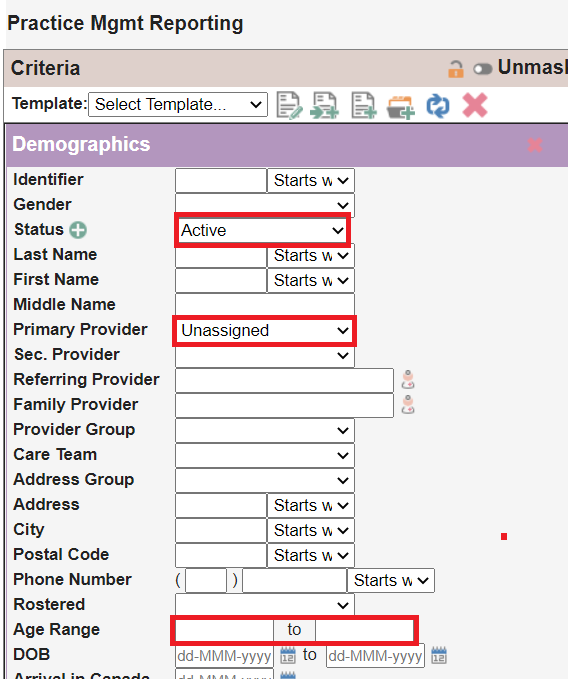 Practice Mgmt Reporting
Criteria Unmask
Template: Select Template...
Demographics
Identifier Starts w
Gender
Status Active
Last Name Starts w
First Name Starts w
Middle Name
Primary Provider Unassigned
Sec. Provider
Referring Provider
Family Provider
Provider Group
Care Team
Address Group
Address Starts w
City Starts w
Postal Code Starts w
Phone Number ( ) Starts w
Rostered
Age Range to
DOB dd-MMM-yyyy 12 to dd-MMM-yyyy 12
Arrival in Canada dd-MMM-yyyy